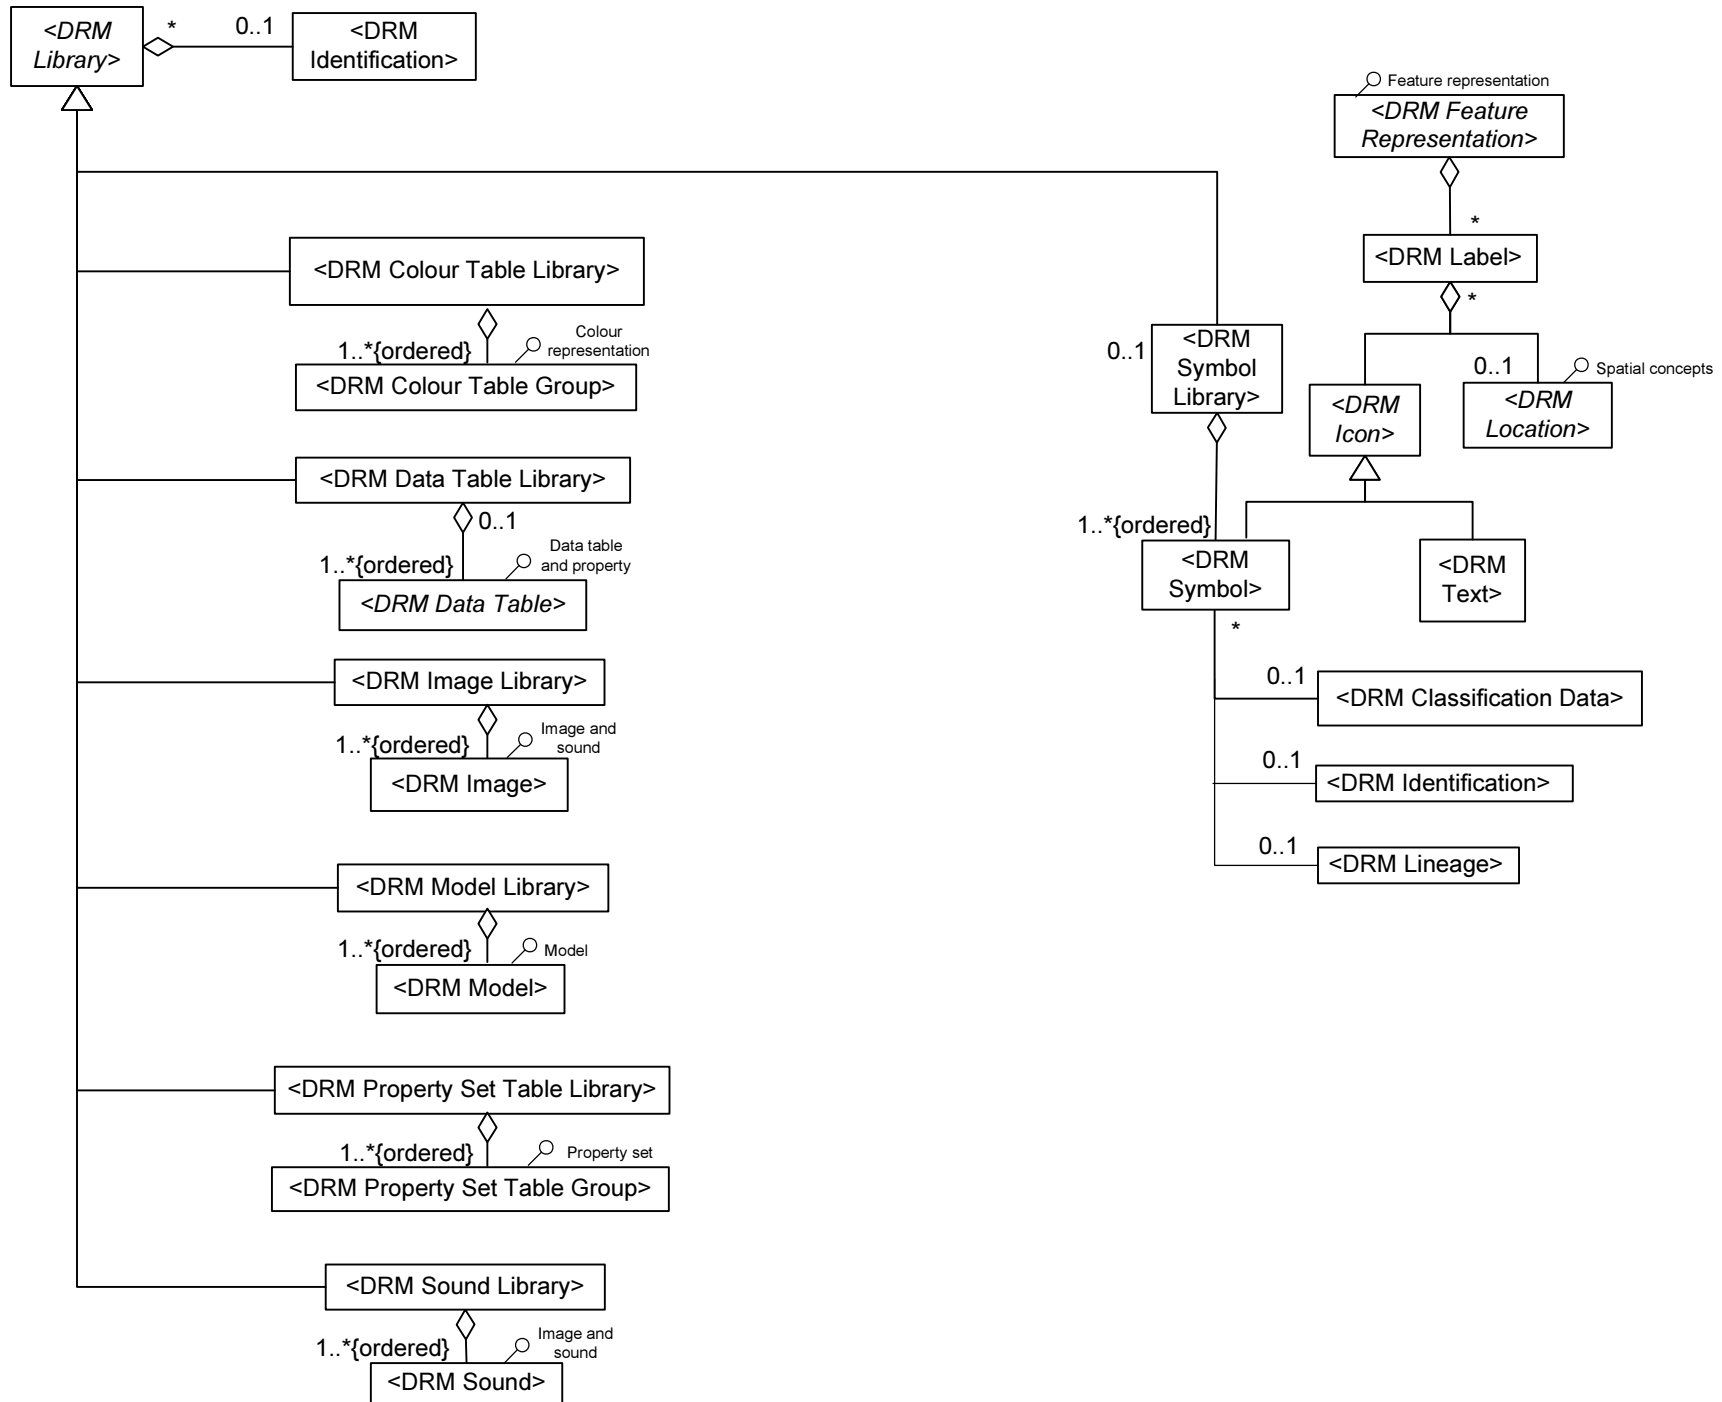 <DRM
Library>
*
0..1
<DRM
Identification>
Feature representation
<DRM Feature
Representation>
*
<DRM Label>
*
<DRM Colour Table Library>
Colour
representation
1..*{ordered}
<DRM Colour Table Group>
0..1
<DRM
Symbol
Library>
0..1
Spatial concepts
<DRM
Icon>
<DRM
Location>
<DRM Data Table Library>
0..1
Data table
and property
1..*{ordered}
<DRM Data Table>
1..*{ordered}
<DRM
Symbol>
<DRM
Text>
*
<DRM Image Library>
Image and
sound
1..*{ordered}
<DRM Image>
0..1
<DRM Classification Data>
0..1
<DRM Identification>
0..1
<DRM Lineage>
<DRM Model Library>
1..*{ordered}
Model
<DRM Model>
<DRM Property Set Table Library>
1..*{ordered}
Property set
<DRM Property Set Table Group>
<DRM Sound Library>
Image and
sound
1..*{ordered}
<DRM Sound>